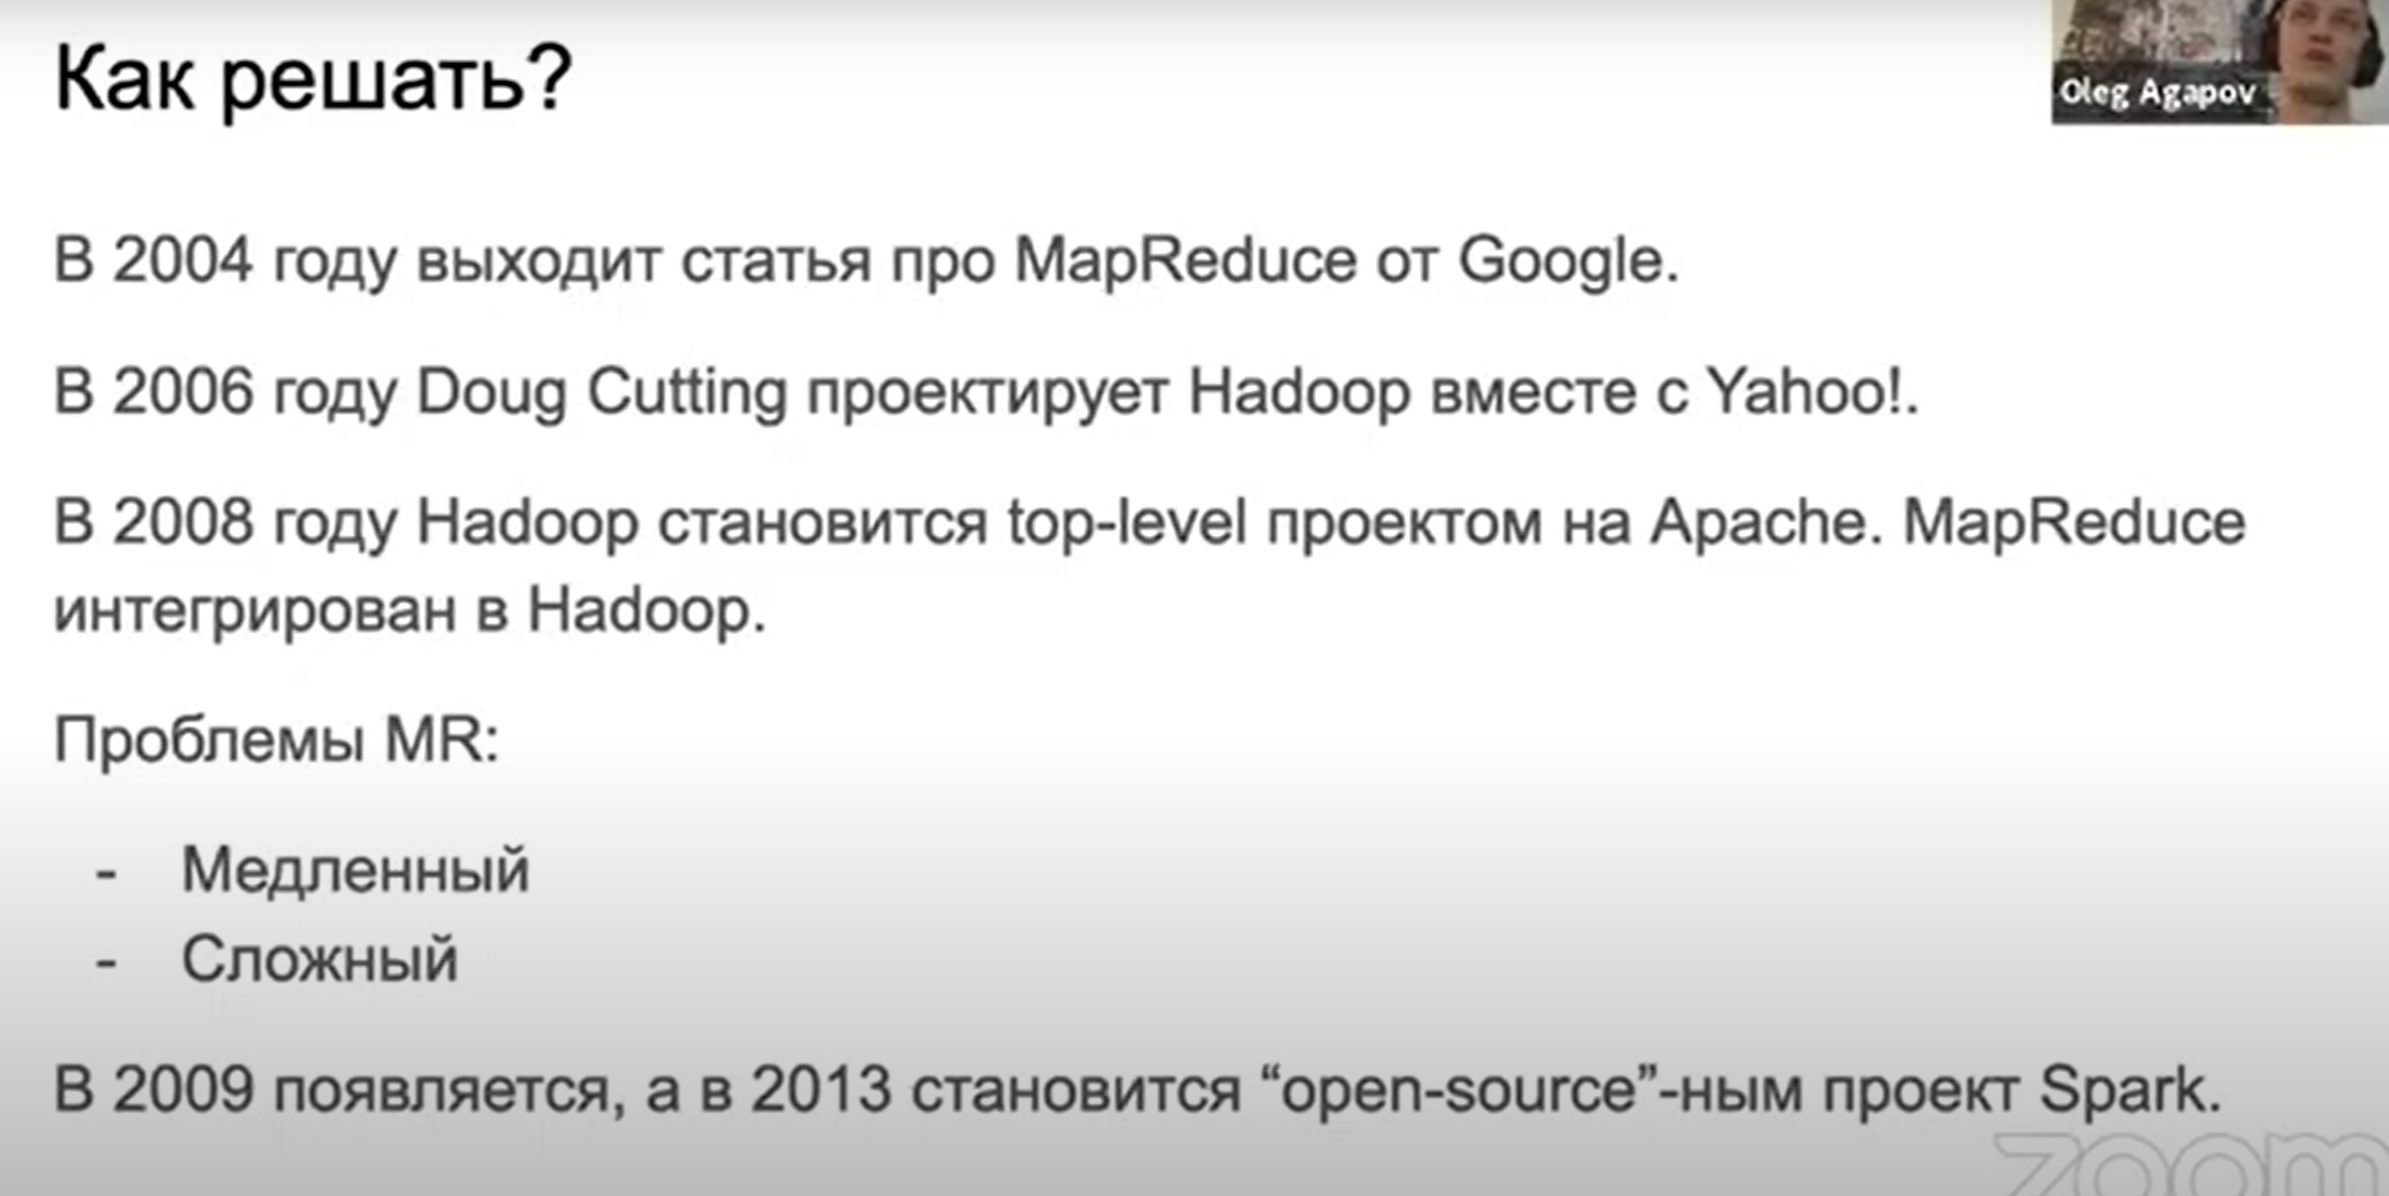 Как решать?
Oleg Agapov
В 2004 году выходит статья про MapReduce от Google.
В 2006 году Doug Cutting проектирует Hadoop вместе с Yahoo!.
В 2008 году Hadoop становится top-level проектом на Apache. MapReduce
интегрирован в Hadoop.
Проблемы MR:
- Медленный
- Сложный
В 2009 появляется, а в 2013 становится “open-source”-ным проект Spark.
zoom